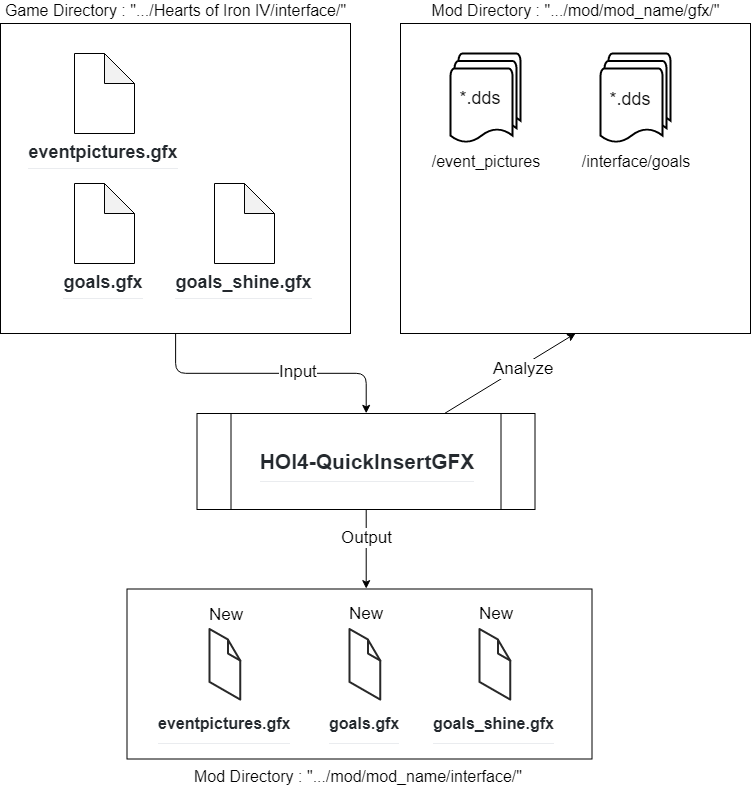 Game Directory : ".../Hearts of Iron IV/interface/"
Mod Directory : ".../mod/mod_name/gfx/"
eventpictures.gfx
goals.gfx
goals_shine.gfx
*.dds
*.dds
/event_pictures
/interface/goals
Input
Analyze
HOI4-QuickInsertGFX
Output
New
New
New
eventpictures.gfx
goals.gfx
goals_shine.gfx
Mod Directory : ".../mod/mod_name/interface/"